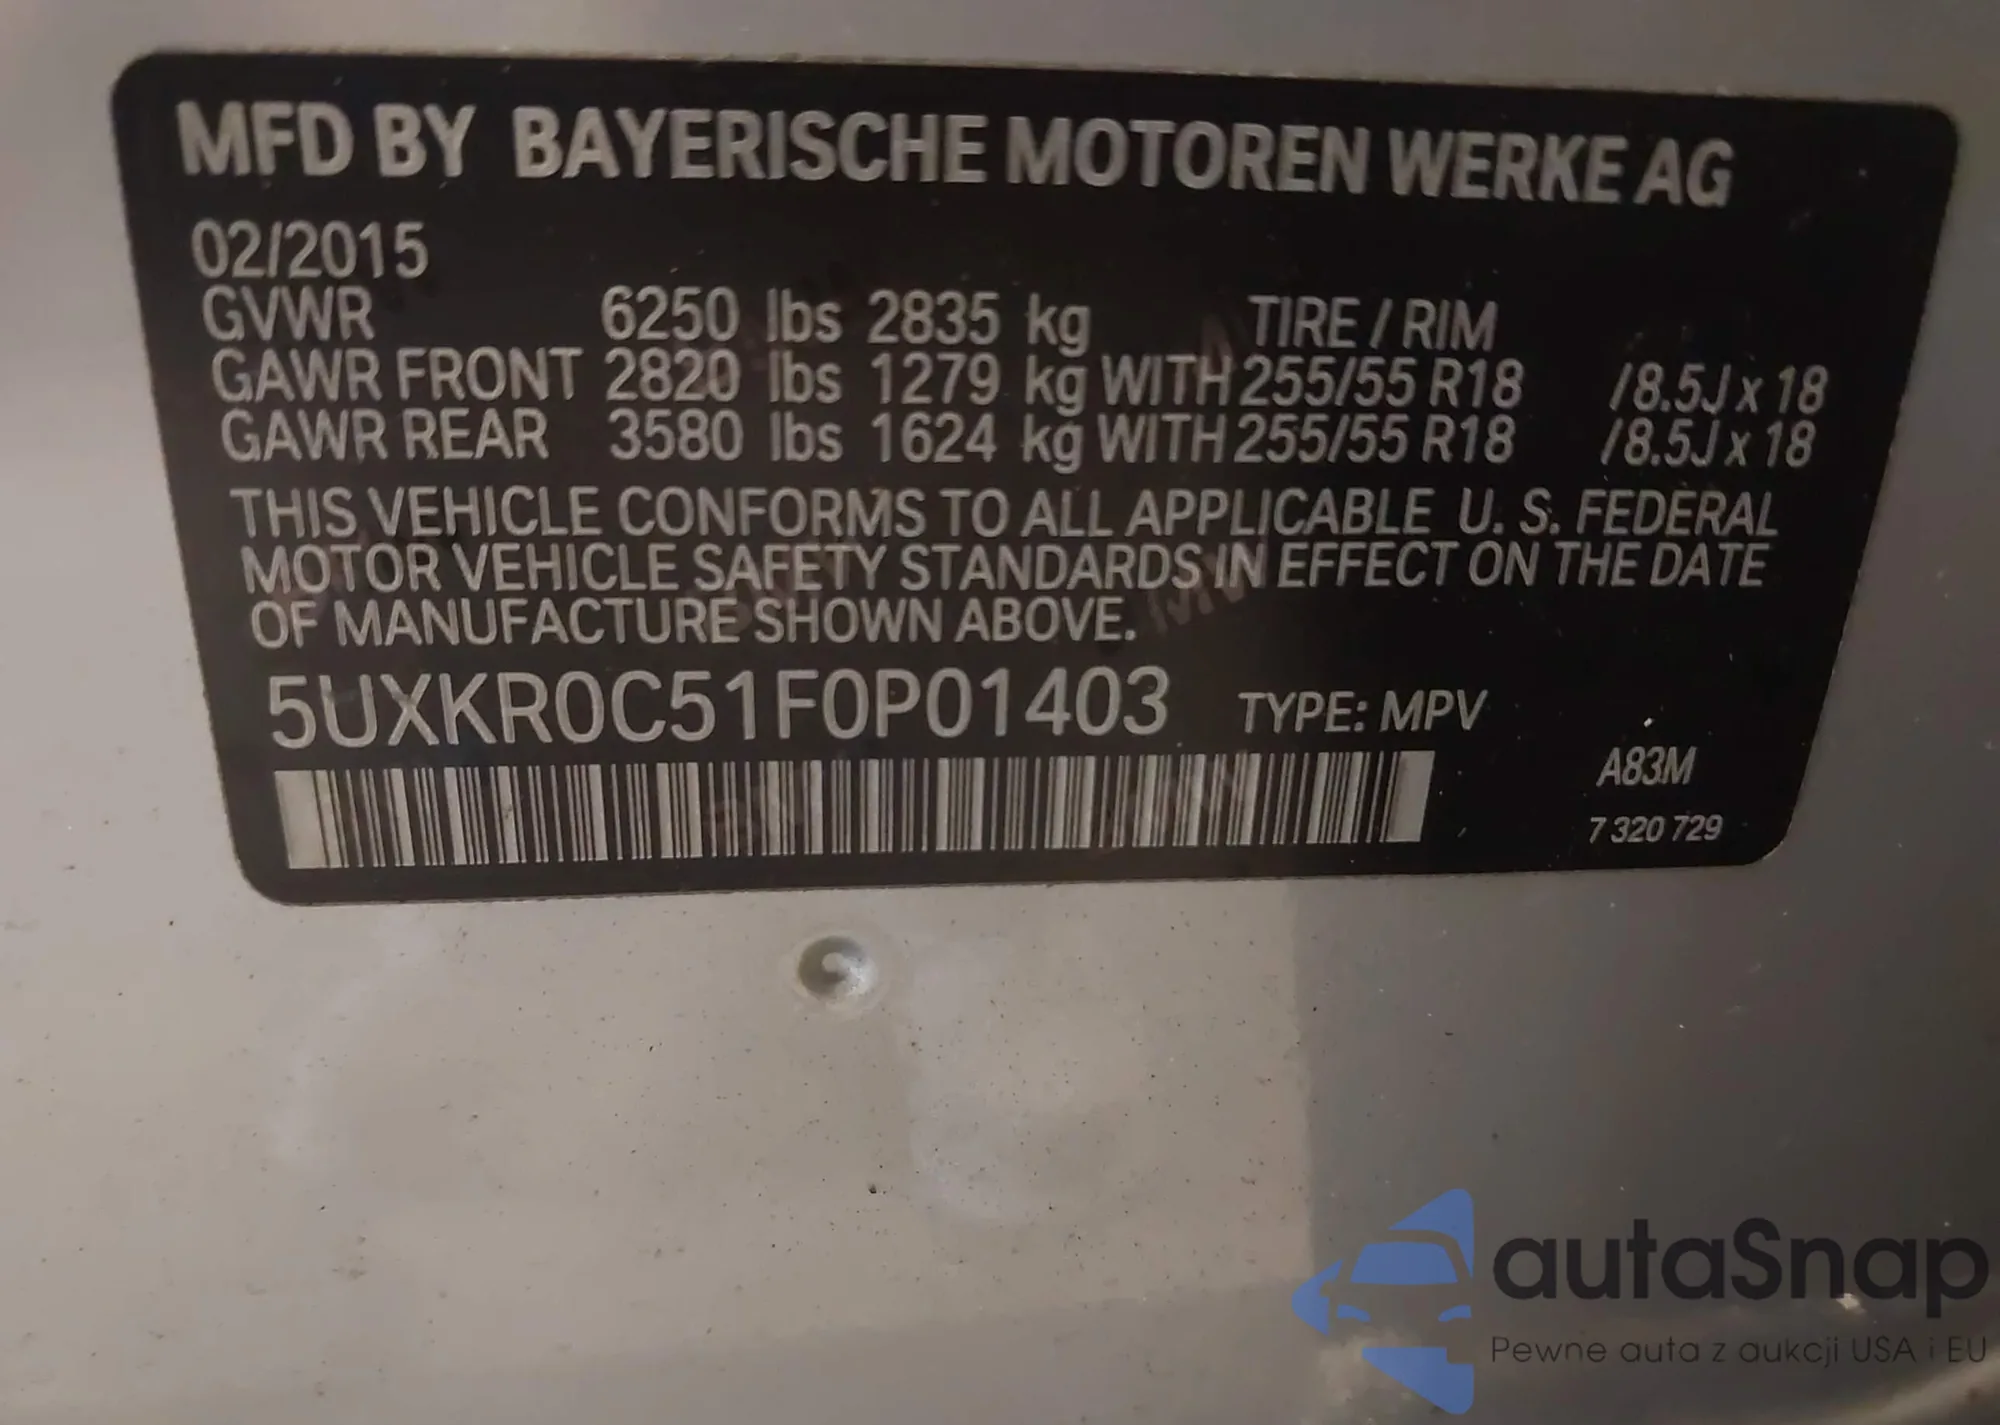 MFD BY BAYERISCHE MOTOREN WERKE AG
02/2015
GVWR 6250 lbs 2835 kg TIRE / RIM
GAWR FRONT 2820 lbs 1279 kg WITH 255/55 R18 /8.5J x 18
GAWR REAR 3580 lbs 1624 kg WITH 255/55 R18 /8.5J x 18
THIS VEHICLE CONFORMS TO ALL APPLICABLE U. S. FEDERAL
MOTOR VEHICLE SAFETY STANDARDS IN EFFECT ON THE DATE
OF MANUFACTURE SHOWN ABOVE.
5UXKR0C51F0P01403 TYPE: MPV
A83M
7 320 729
autaSnap
Pewne auta z aukcji USA i EU